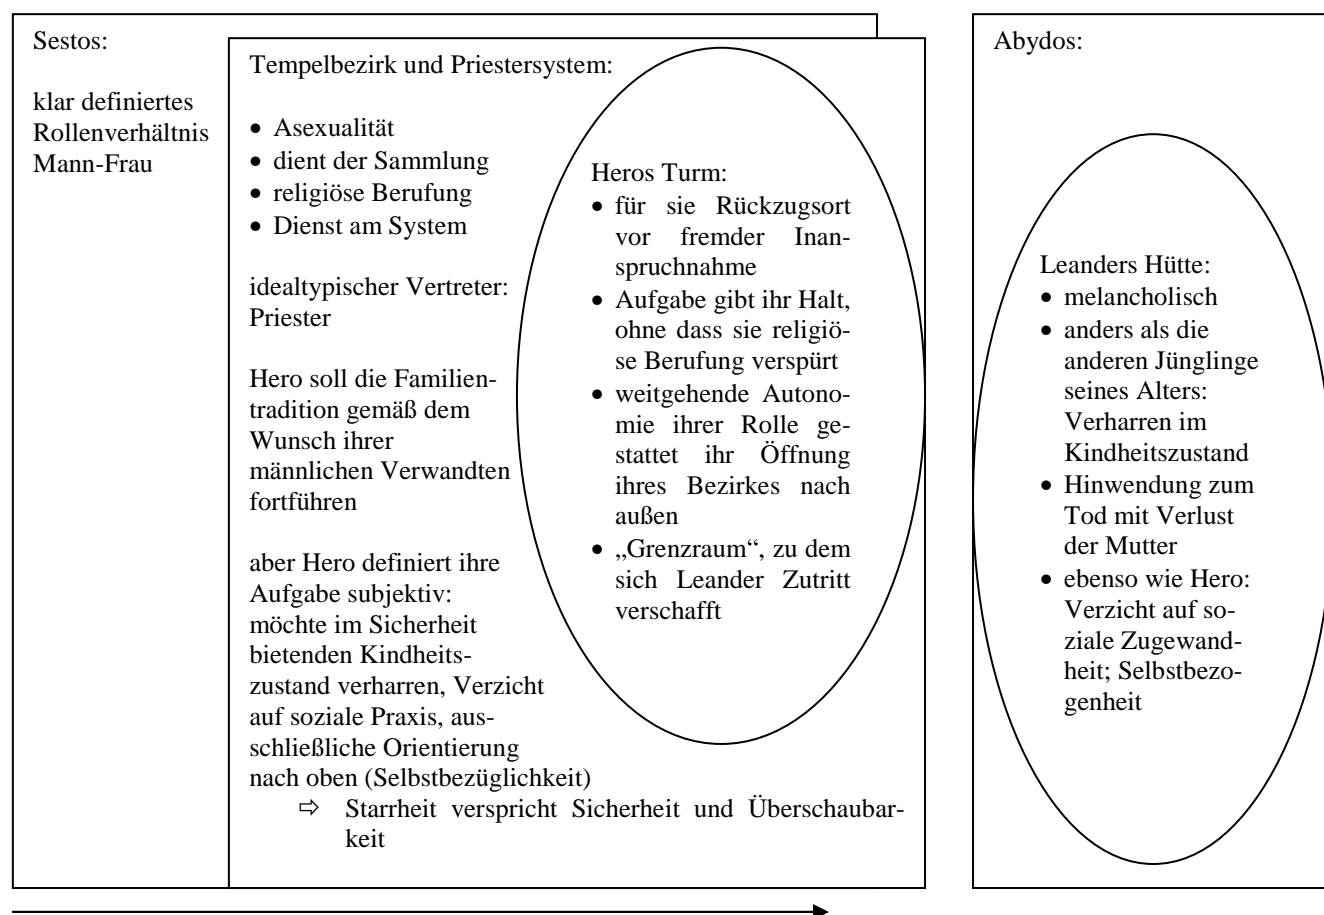 Sestos:
klar definiertes
Rollenverhältnis
Mann-Frau
Tempelbezirk und Priestersystem:
• Asexualität
• dient der Sammlung
• religiöse Berufung
• Dienst am System
idealtypischer Vertreter:
Priester
Hero soll die Familien-
tradition gemäß dem
Wunsch ihrer
männlichen Verwandten
fortführen
aber Hero definiert ihre
Aufgabe subjektiv:
möchte im Sicherheit
bietenden Kindheits-
zustand verharren, Verzicht
auf soziale Praxis, aus-
schließliche Orientierung
nach oben (Selbstbezüglichkeit)
⇨ Starrheit verspricht Sicherheit und Überschaubar-
keit
Heros Turm:
• für sie Rückzugsort
vor fremder Inan-
spruchnahme
• Aufgabe gibt ihr Halt,
ohne dass sie religiö-
se Berufung verspürt
• weitgehende Autono-
mie ihrer Rolle ge-
stattet ihr Öffnung
ihres Bezirkes nach
außen
• „Grenzraum“, zu dem
sich Leander Zutritt
verschafft
Abydos:
Leanders Hütte:
• melancholisch
• anders als die
anderen Jünglinge
seines Alters:
Verharren im
Kindheitszustand
• Hinwendung zum
Tod mit Verlust
der Mutter
• ebenso wie Hero:
Verzicht auf so-
ziale Zugewand-
heit; Selbstbezo-
genheit